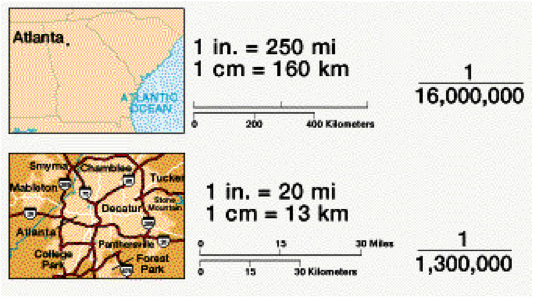 Atlanta
ATLANTIC
OCEAN
1 in. = 250 mi
1 cm = 160 km
0 200 400 Kilometers
1
16,000,000
Smyrna Chamblee
Mableton Tucker
Decatur Stone
Mountain
Atlanta
Panthersville
College
Park
Forest
Park
1 in. = 20 mi
1 cm = 13 km
0 15 30 Miles
0 15 30 Kilometers
1
1,300,000